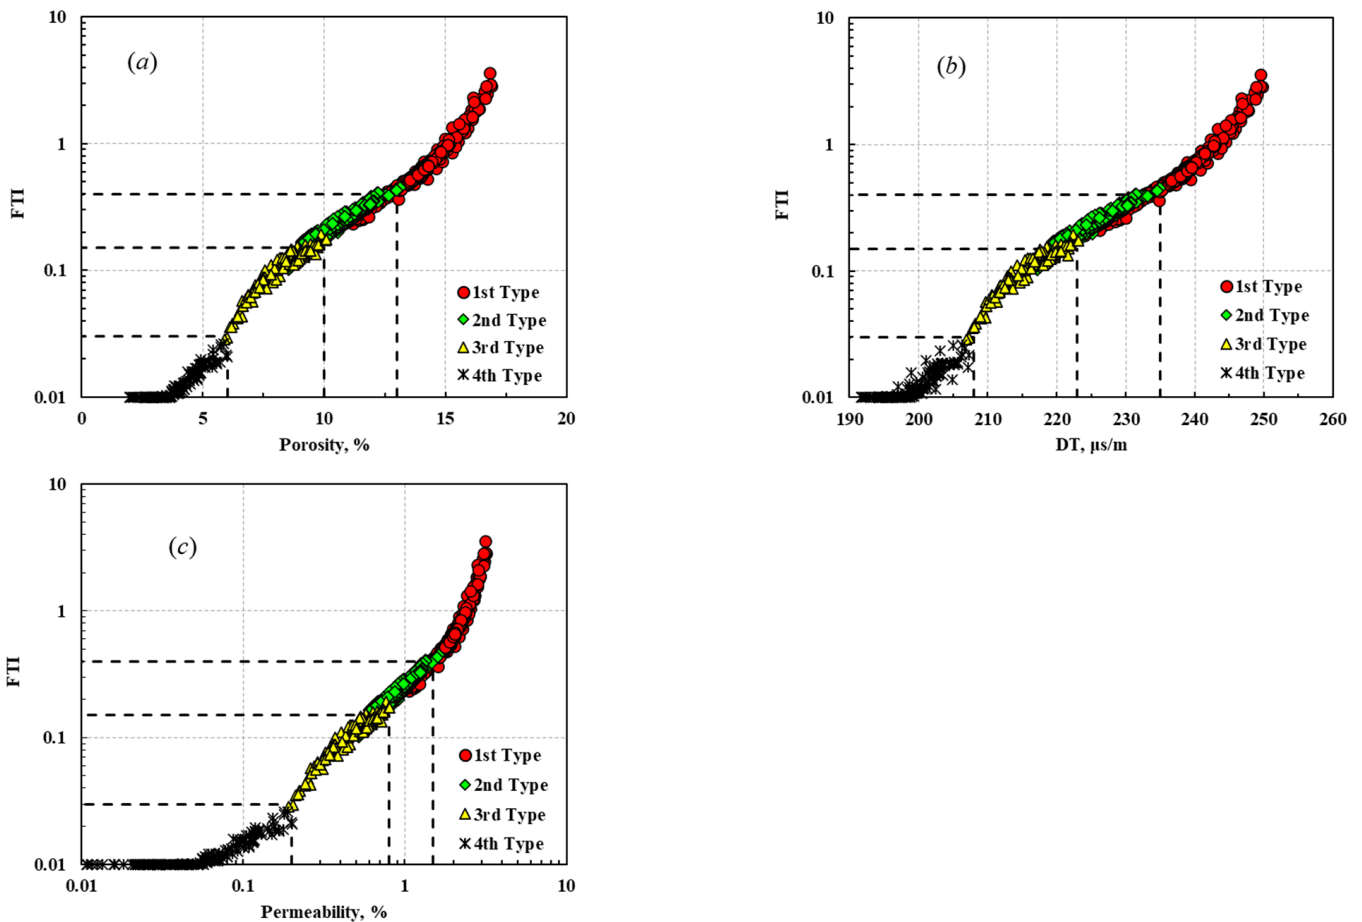 10
1
0.1
0.01
FTI
(a)
1st Type
2nd Type
3rd Type
4th Type
0 5 10 15 20
Porosity, %
10
1
0.1
0.01
FTI
(b)
1st Type
2nd Type
3rd Type
4th Type
190 200 210 220 230 240 250 260
DT, μs/m
10
1
0.1
0.01
FTI
(c)
1st Type
2nd Type
3rd Type
4th Type
0.01 0.1 1 10
Permeability, %